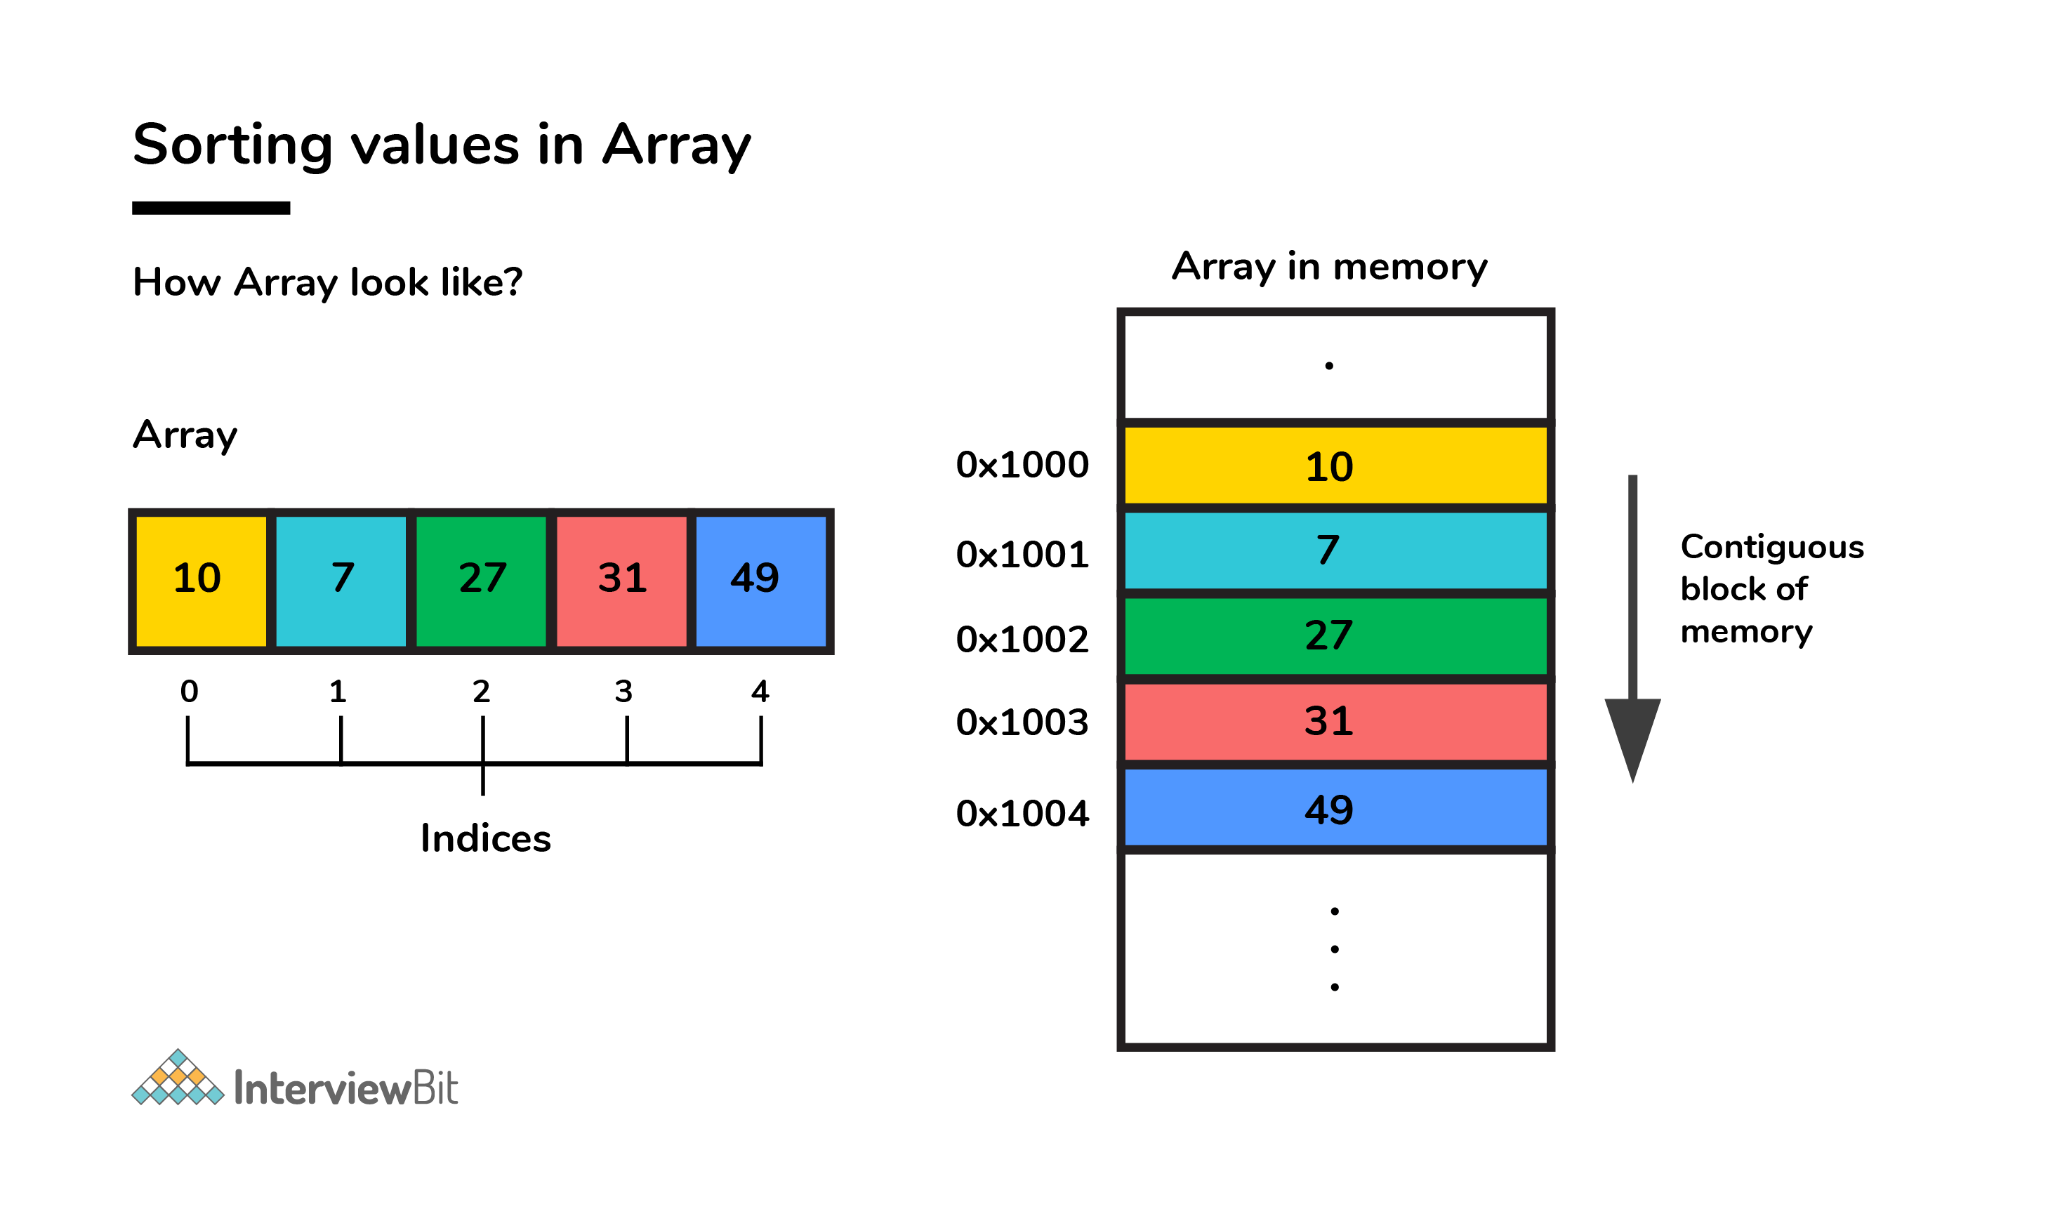 Sorting values in Array
How Array look like?
Array
10 7 27 31 49
0 1 2 3 4
Indices
Array in memory
.
0x1000 10
0x1001 7
0x1002 27
0x1003 31
0x1004 49
.
.
.
Contiguous
block of
memory
InterviewBit